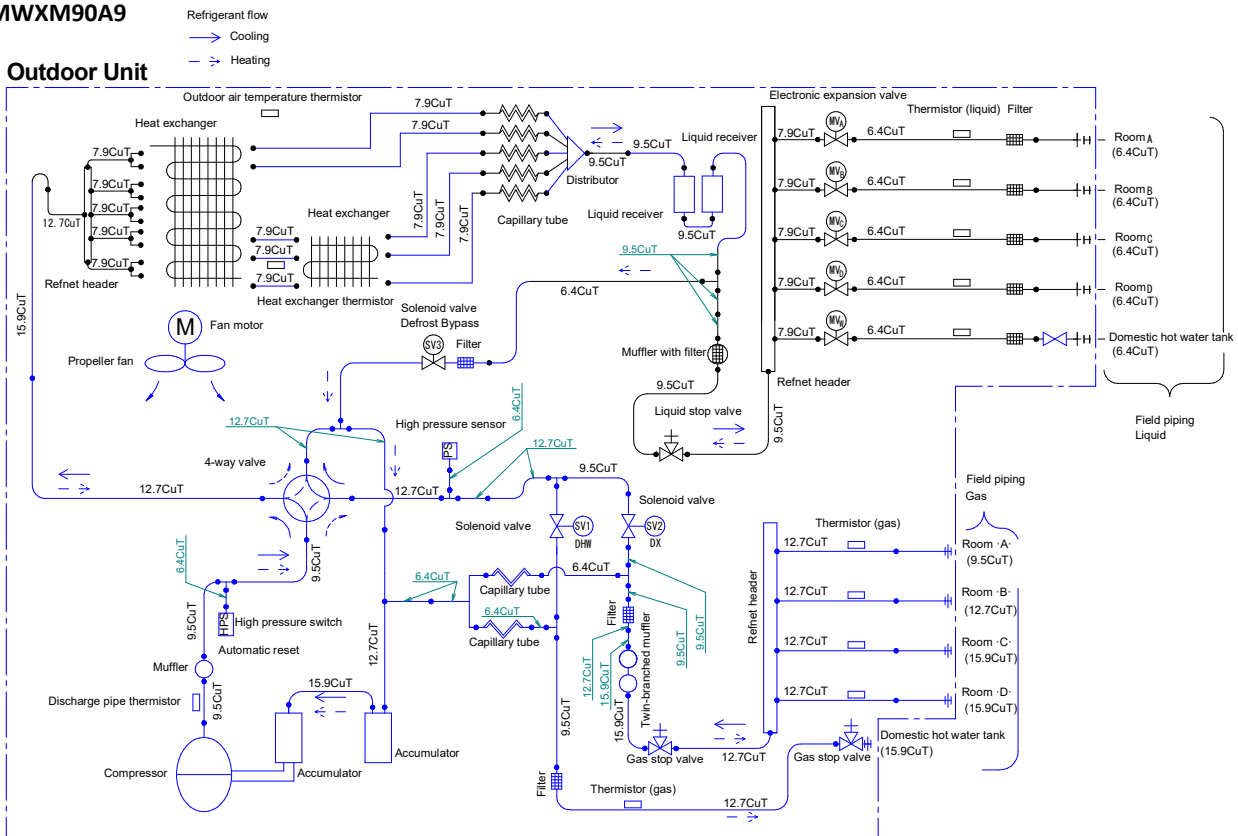 MWXM90A9
Refrigerant flow
Cooling
Heating
Outdoor Unit
Outdoor air temperature thermistor
Heat exchanger
7.9CuT
7.9CuT
7.9CuT
7.9CuT
7.9CuT
7.9CuT
7.9CuT
7.9CuT
7.9CuT
7.9CuT
12.7CuT
Refnet header
15.9CuT
Heat exchanger
7.9CuT
7.9CuT
7.9CuT
Heat exchanger thermistor
Capillary tube
Distributor
9.5CuT
9.5CuT
Liquid receiver
Liquid receiver
9.5CuT
9.5CuT
6.4CuT
Electronic expansion valve
Thermistor (liquid) Filter
7.9CuT
MVA
6.4CuT
Room A
(6.4CuT)
7.9CuT
MVB
6.4CuT
Room B
(6.4CuT)
7.9CuT
MVC
6.4CuT
Room C
(6.4CuT)
7.9CuT
MVD
6.4CuT
Room D
(6.4CuT)
7.9CuT
MVW
6.4CuT
Domestic hot water tank
(6.4CuT)
Refnet header
Field piping
Liquid
M
Fan motor
Propeller fan
Solenoid valve
Defrost Bypass
SV3
Filter
Muffler with filter
9.5CuT
Liquid stop valve
9.5CuT
12.7CuT
High pressure sensor
PS
6.4CuT
12.7CuT
4-way valve
12.7CuT
12.7CuT
9.5CuT
Solenoid valve
SV1
DHW
Solenoid valve
SV2
DX
9.5CuT
6.4CuT
HPS
High pressure switch
Automatic reset
9.5CuT
Muffler
Discharge pipe thermistor
9.5CuT
Compressor
15.9CuT
12.7CuT
Accumulator
Accumulator
6.4CuT
Capillary tube
6.4CuT
6.4CuT
Capillary tube
Filter
9.5CuT
9.5CuT
12.7CuT
15.9CuT
Twin-branched muffler
15.9CuT
9.5CuT
Filter
Gas stop valve
12.7CuT
Refnet header
Thermistor (gas)
Field piping
Gas
12.7CuT
Room ·A·
(9.5CuT)
12.7CuT
Room ·B·
(12.7CuT)
12.7CuT
Room ·C·
(15.9CuT)
12.7CuT
Room ·D·
(15.9CuT)
Domestic hot water tank
(15.9CuT)
Gas stop valve
Thermistor (gas)
12.7CuT